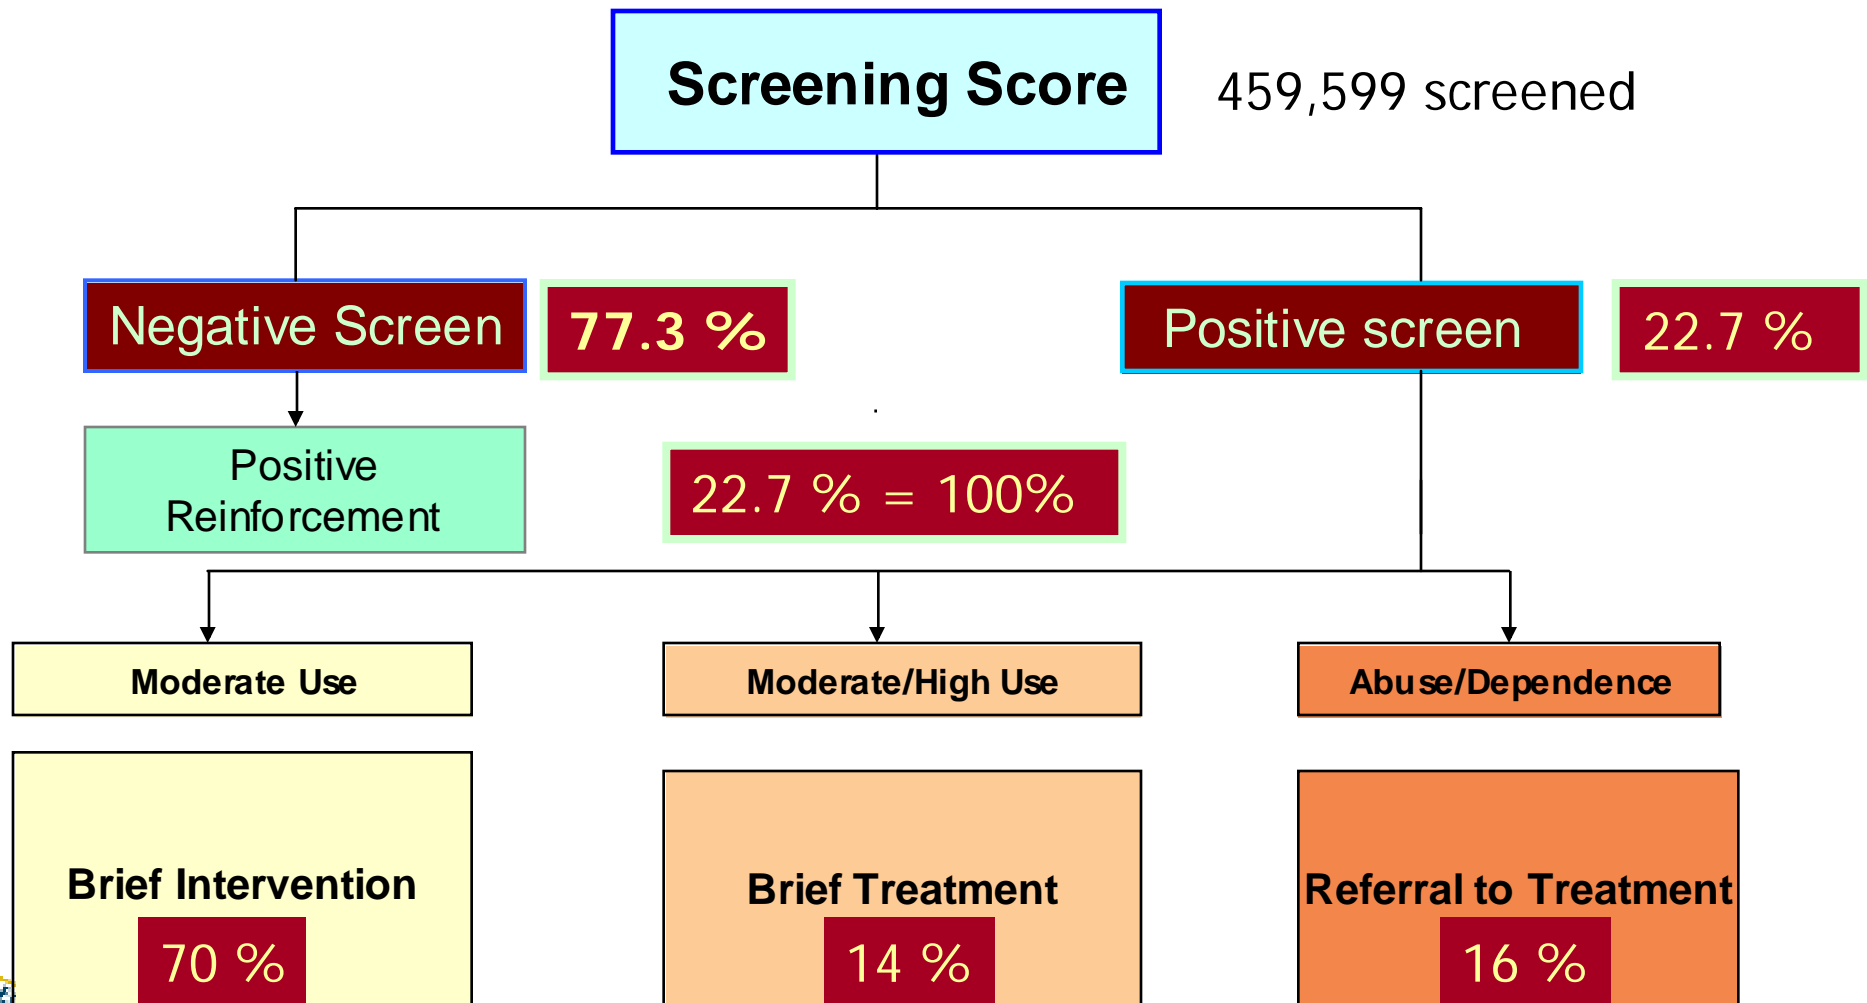 Screening Score
459,599 screened
Negative Screen
77.3 %
Positive screen
22.7 %
.
Positive
Reinforcement
22.7 % = 100%
Moderate Use
Moderate/High Use
Abuse/Dependence
Brief Intervention
70 %
Brief Treatment
14 %
Referral to Treatment
16 %